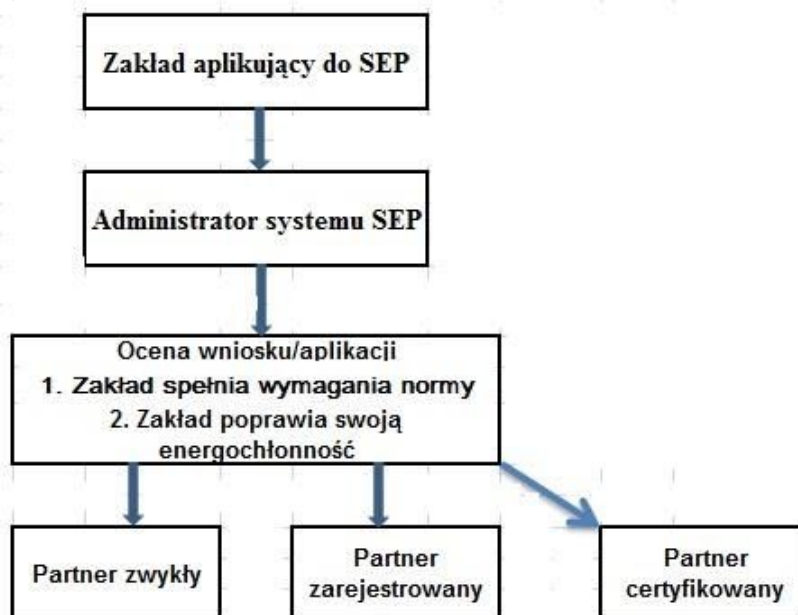 Zakład aplikujący do SEP
Administrator systemu SEP
Ocena wniosku/aplikacji
1. Zakład spełnia wymagania normy
2. Zakład poprawia swoją
energochłonność
Partner zwykły
Partner
zarejestrowany
Partner
certyfikowany